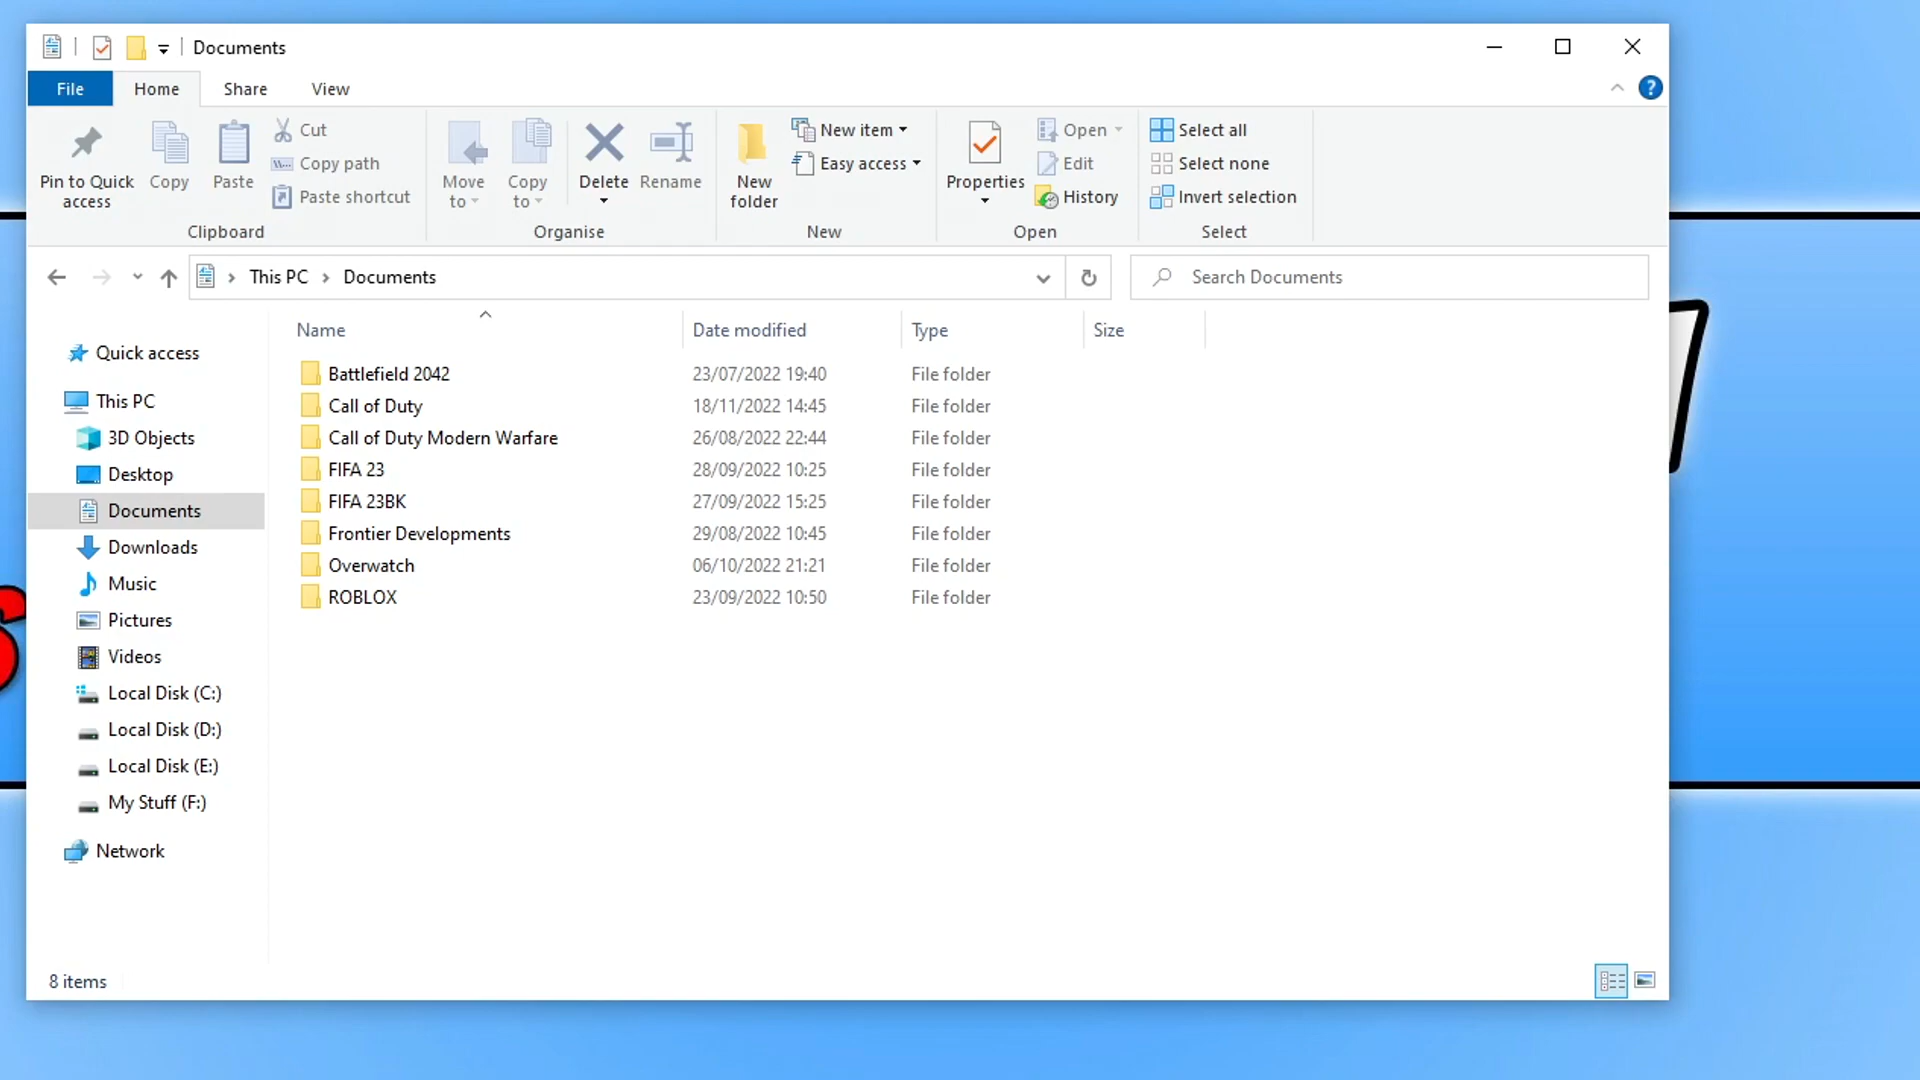 Documents
File Home Share View
Pin to Quick access
Copy
Paste
Cut
Copy path
Paste shortcut
Clipboard
Move to
Copy to
Delete
Rename
Organise
New folder
New item
Easy access
New
Properties
Open
Edit
History
Open
Select all
Select none
Invert selection
Select
This PC > Documents
Search Documents
Name Date modified Type Size
Quick access
This PC
3D Objects
Desktop
Documents
Downloads
Music
Pictures
Videos
Local Disk (C:)
Local Disk (D:)
Local Disk (E:)
My Stuff (F:)
Network
Battlefield 2042 23/07/2022 19:40 File folder
Call of Duty 18/11/2022 14:45 File folder
Call of Duty Modern Warfare 26/08/2022 22:44 File folder
FIFA 23 28/09/2022 10:25 File folder
FIFA 23BK 27/09/2022 15:25 File folder
Frontier Developments 29/08/2022 10:45 File folder
Overwatch 06/10/2022 21:21 File folder
ROBLOX 23/09/2022 10:50 File folder
8 items